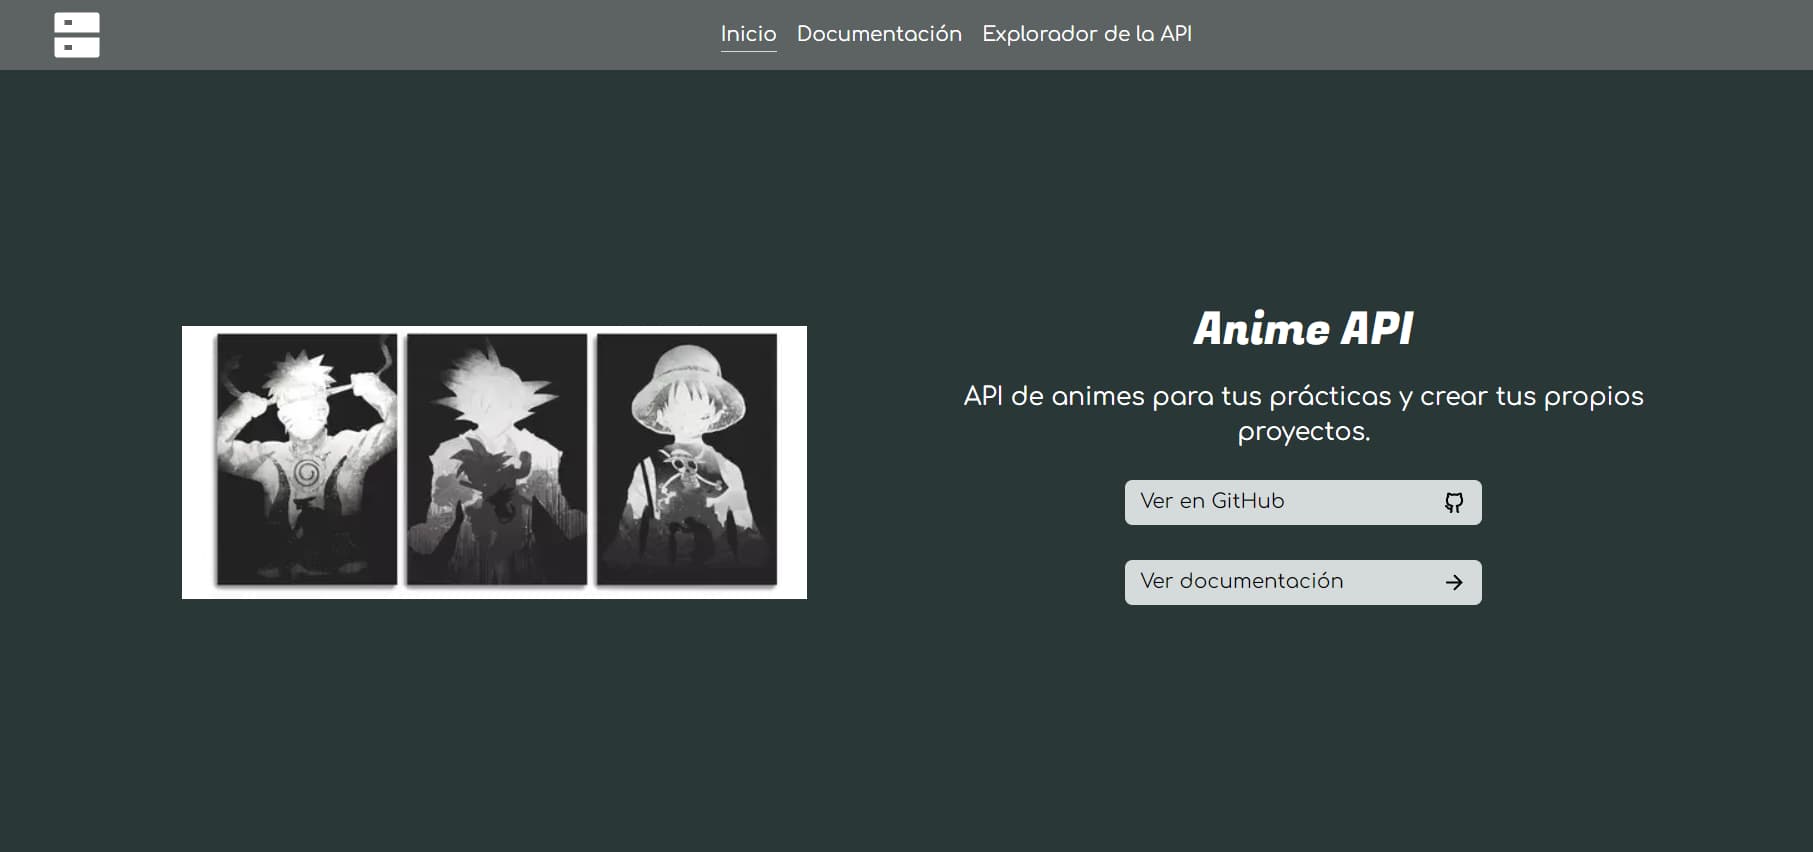 Inicio Documentación Explorador de la API
Anime API
API de animes para tus prácticas y crear tus propios
proyectos.
Ver en GitHub
Ver documentación